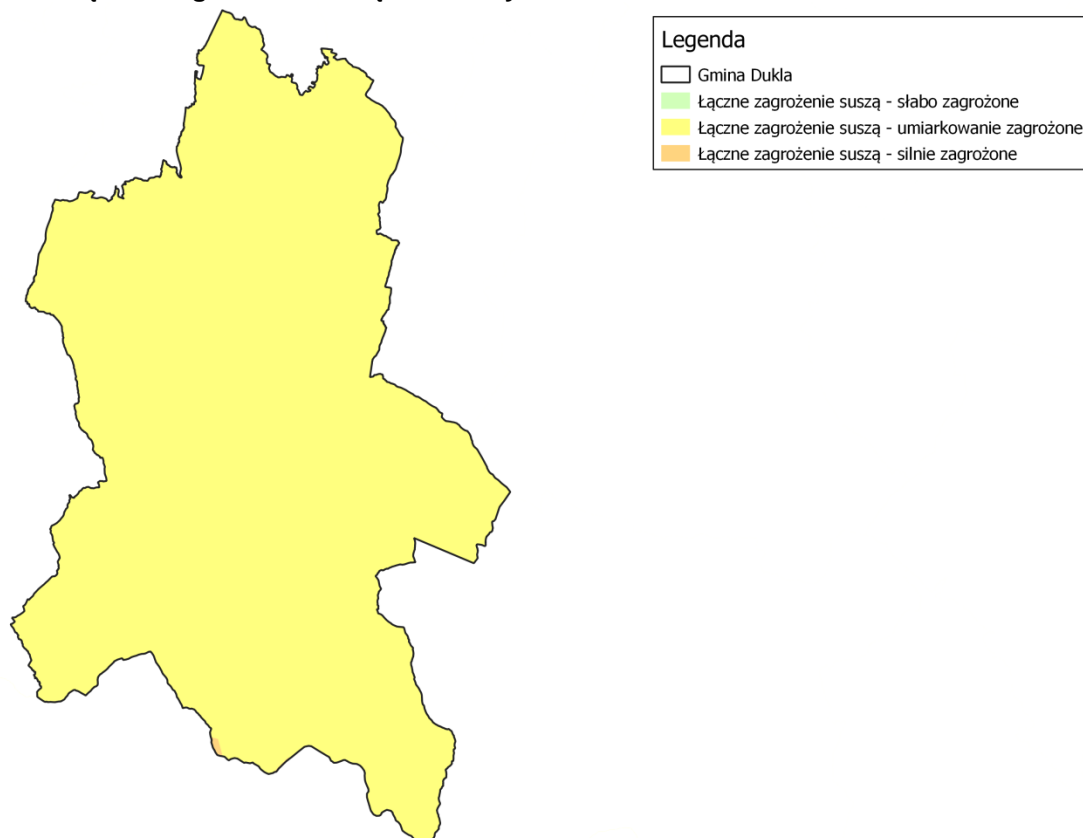 Legenda
Gmina Dukla
Łączne zagrożenie suszą - słabo zagrożone
Łączne zagrożenie suszą - umiarkowanie zagrożone
Łączne zagrożenie suszą - silnie zagrożone